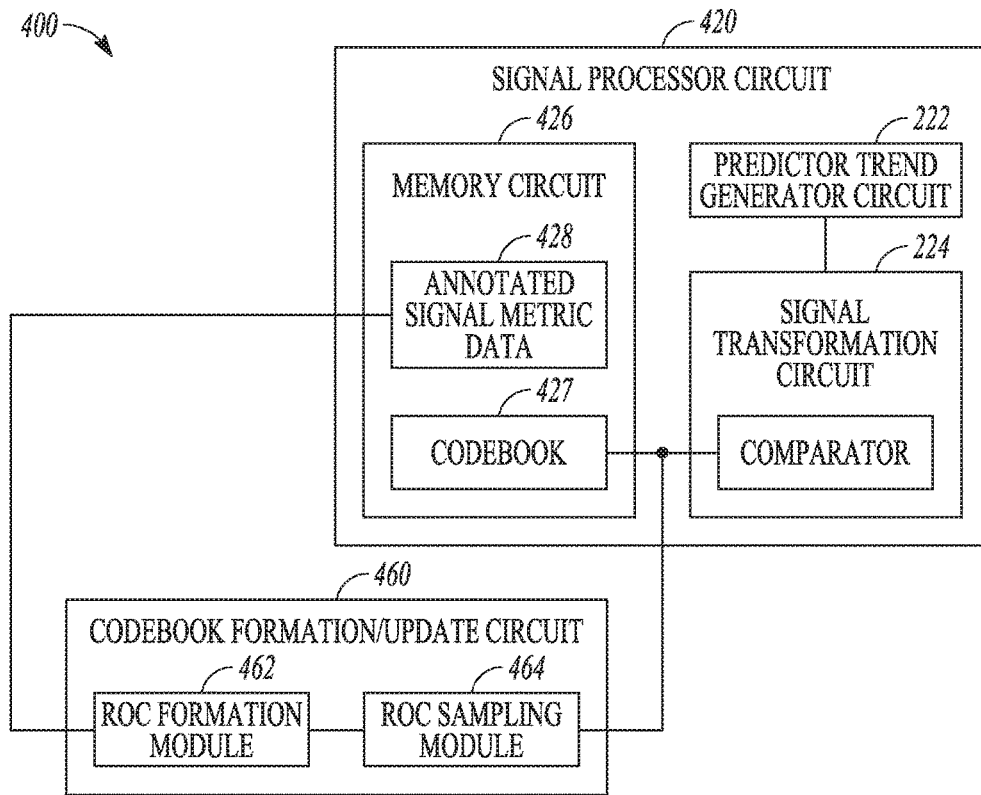 400
420
SIGNAL PROCESSOR CIRCUIT
426
MEMORY CIRCUIT
428
ANNOTATED
SIGNAL METRIC
DATA
427
CODEBOOK
222
PREDICTOR TREND
GENERATOR CIRCUIT
224
SIGNAL
TRANSFORMATION
CIRCUIT
COMPARATOR
460
CODEBOOK FORMATION/UPDATE CIRCUIT
462
ROC FORMATION
MODULE
464
ROC SAMPLING
MODULE